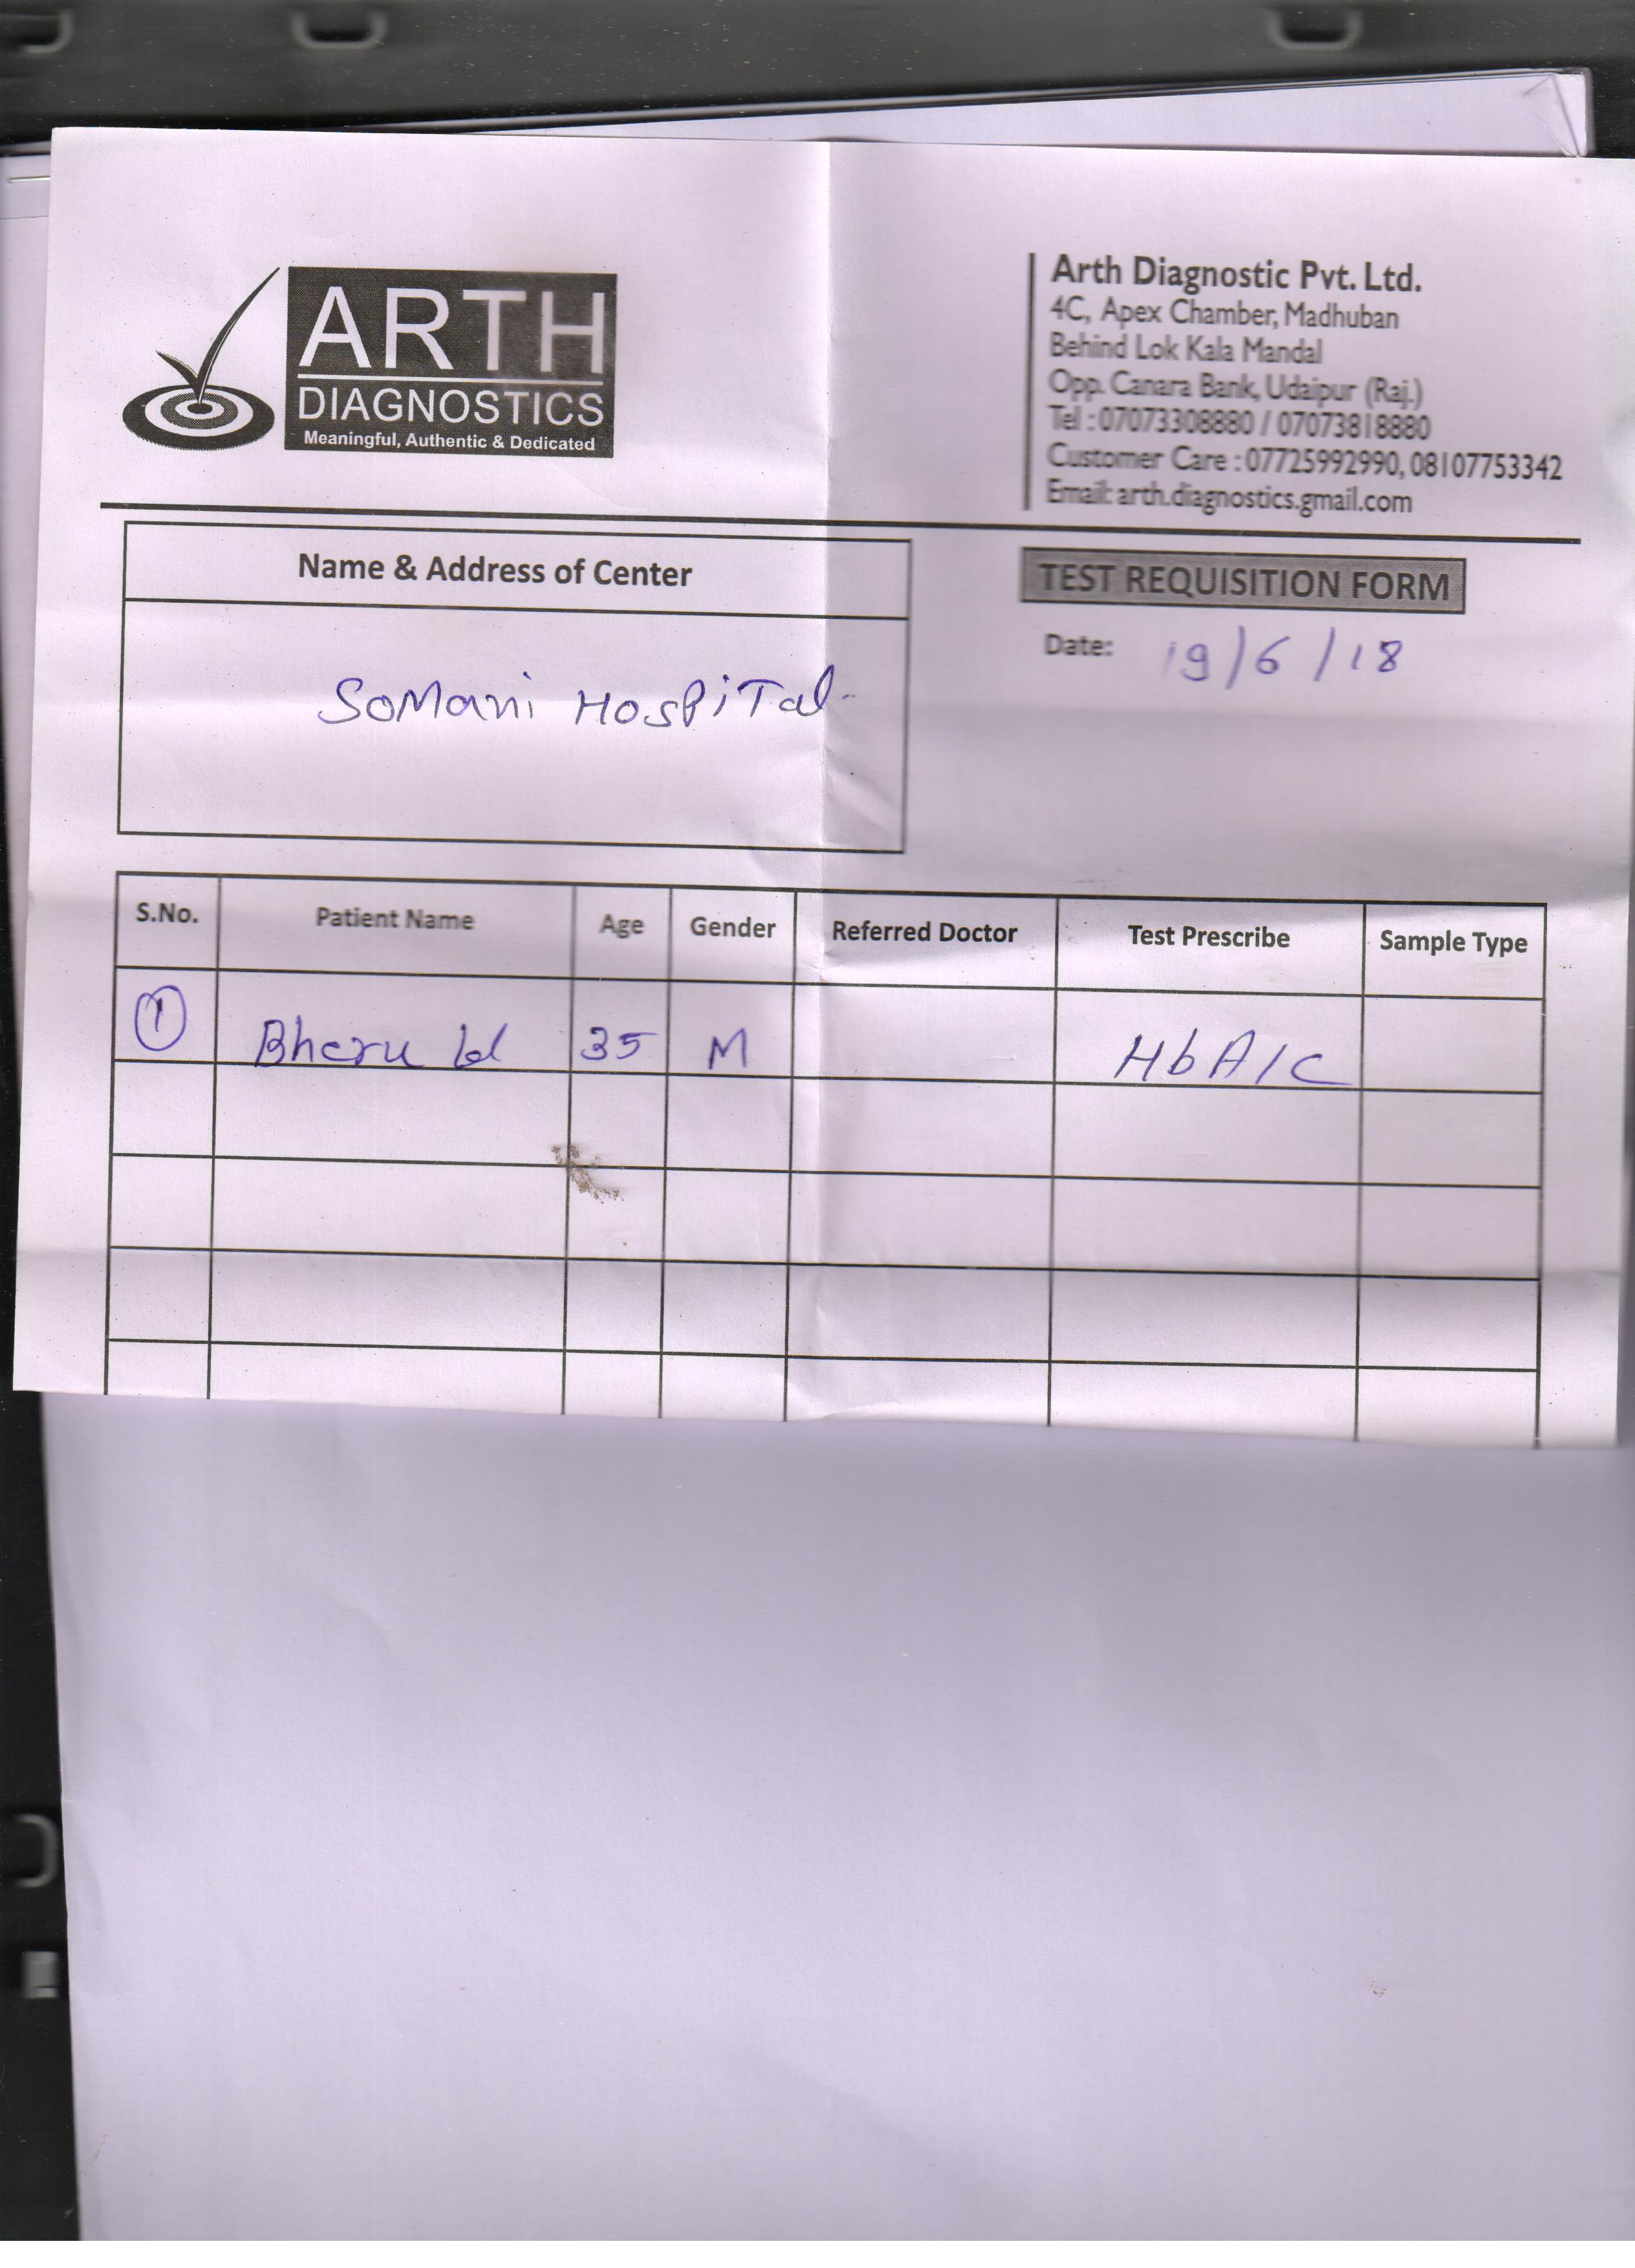 ARTH
DIAGNOSTICS
Meaningful, Authentic & Dedicated
Arth Diagnostic Pvt. Ltd.
4C, Apex Chamber, Madhuban
Behind Lok Kala Mandal
Opp. Canara Bank, Udaipur (Raj.)
Tel : 07073308880 / 07073818880
Customer Care : 07725992990, 08107753342
Email: arth.diagnostics.gmail.com
Name & Address of Center
SoMani HospiTal
TEST REQUISITION FORM
Date: 19/6/18
S.No. Patient Name Age Gender Referred Doctor Test Prescribe Sample Type
1 Bheru 35 M HbA1C